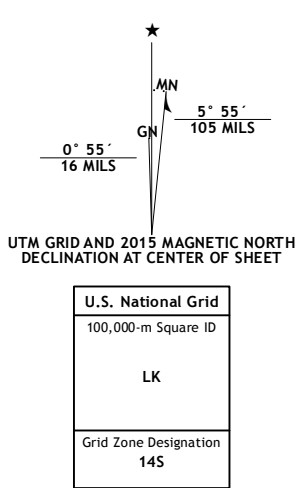 ★
MN
GN
5° 55´
105 MILS
0° 55´
16 MILS
UTM GRID AND 2015 MAGNETIC NORTH
DECLINATION AT CENTER OF SHEET
U.S. National Grid
100,000-m Square ID
LK
Grid Zone Designation
14S